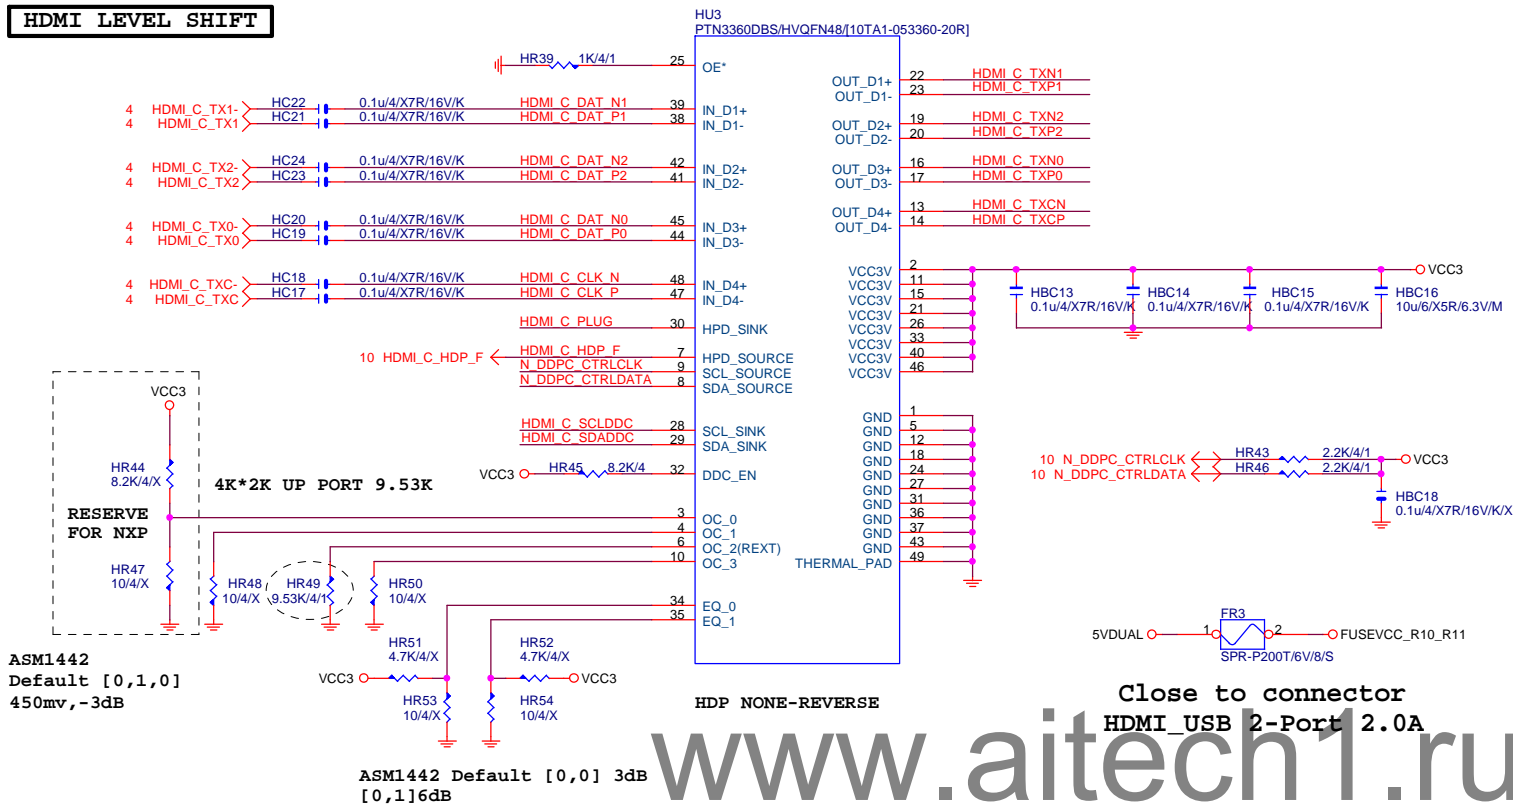 HDMI LEVEL SHIFT
HU3
PTN3360DBS/HVQFN48/[10TA1-053360-20R]
HR39 1K/4/1 25 OE*
OUT_D1+ 22 HDMI_C_TXN1
OUT_D1- 23 HDMI_C_TXP1
4 HDMI_C_TX1- HC22 0.1u/4/X7R/16V/K HDMI_C_DAT_N1 39 IN_D1+
4 HDMI_C_TX1 HC21 0.1u/4/X7R/16V/K HDMI_C_DAT_P1 38 IN_D1-
OUT_D2+ 19 HDMI_C_TXN2
OUT_D2- 20 HDMI_C_TXP2
4 HDMI_C_TX2- HC24 0.1u/4/X7R/16V/K HDMI_C_DAT_N2 42 IN_D2+
4 HDMI_C_TX2 HC23 0.1u/4/X7R/16V/K HDMI_C_DAT_P2 41 IN_D2-
OUT_D3+ 16 HDMI_C_TXN0
OUT_D3- 17 HDMI_C_TXP0
4 HDMI_C_TX0- HC20 0.1u/4/X7R/16V/K HDMI_C_DAT_N0 45 IN_D3+
4 HDMI_C_TX0 HC19 0.1u/4/X7R/16V/K HDMI_C_DAT_P0 44 IN_D3-
OUT_D4+ 13 HDMI_C_TXCN
OUT_D4- 14 HDMI_C_TXCP
4 HDMI_C_TXC- HC18 0.1u/4/X7R/16V/K HDMI_C_CLK_N 48 IN_D4+
4 HDMI_C_TXC HC17 0.1u/4/X7R/16V/K HDMI_C_CLK_P 47 IN_D4-
VCC3V 2 VCC3
VCC3V 11
VCC3V 15
VCC3V 21
VCC3V 26
VCC3V 33
VCC3V 40
VCC3V 46
HBC13
0.1u/4/X7R/16V/K
HBC14
0.1u/4/X7R/16V/K
HBC15
0.1u/4/X7R/16V/K
HBC16
10u/6/X5R/6.3V/M
HDMI_C_PLUG 30 HPD_SINK
10 HDMI_C_HDP_F HDMI_C_HDP_F 7 HPD_SOURCE
N_DDPC_CTRLCLK 9 SCL_SOURCE
N_DDPC_CTRLDATA 8 SDA_SOURCE
HDMI_C_SCLDDC 28 SCL_SINK
HDMI_C_SDADDC 29 SDA_SINK
VCC3 HR45 8.2K/4 32 DDC_EN
GND 1
GND 5
GND 12
GND 18
GND 24
GND 27
GND 31
GND 36
GND 37
GND 43
THERMAL_PAD 49
10 N_DDPC_CTRLCLK HR43 2.2K/4/1 VCC3
10 N_DDPC_CTRLDATA HR46 2.2K/4/1
HBC18
0.1u/4/X7R/16V/K/X
VCC3
HR44
8.2K/4/X
4K*2K UP PORT 9.53K
RESERVE
FOR NXP
HR47
10/4/X
3 OC_0
4 OC_1
6 OC_2(REXT)
10 OC_3
HR48
10/4/X
HR49
9.53K/4/1
HR50
10/4/X
34 EQ_0
35 EQ_1
HR51
4.7K/4/X
HR52
4.7K/4/X
VCC3
VCC3
HR53
10/4/X
HR54
10/4/X
ASM1442
Default [0,1,0]
450mv,-3dB
ASM1442 Default [0,0] 3dB
[0,1]6dB
HDP NONE-REVERSE
FR3
5VDUAL 1 2 FUSEVCC_R10_R11
SPR-P200T/6V/8/S
Close to connector
HDMI_USB 2-Port 2.0A
www.aitech1.ru